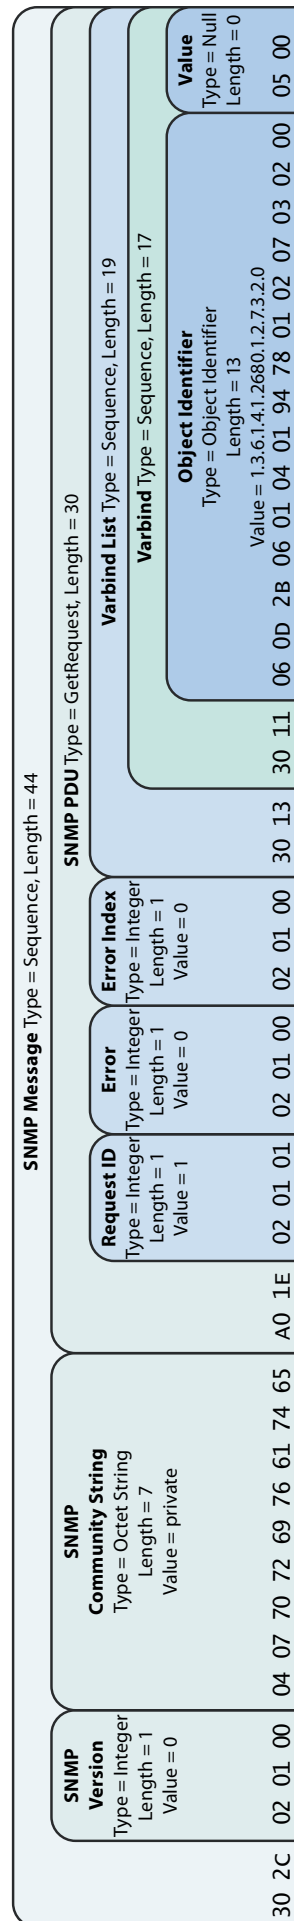 SNMP Message Type = Sequence, Length = 44
SNMP
Version
Type = Integer
Length = 1
Value = 0
SNMP
Community String
Type = Octet String
Length = 7
Value = private
SNMP PDU Type = GetRequest, Length = 30
Request ID
Type = Integer
Length = 1
Value = 1
Error
Type = Integer
Length = 1
Value = 0
Error Index
Type = Integer
Length = 1
Value = 0
Varbind List Type = Sequence, Length = 19
Varbind Type = Sequence, Length = 17
Object Identifier
Type = Object Identifier
Length = 13
Value = 1.3.6.1.4.1.2680.1.2.7.3.2.0
Value
Type = Null
Length = 0
30 2C 02 01 00 04 07 70 72 69 76 61 74 65 A0 1E 02 01 01 02 01 00 02 01 00 30 13 30 11 06 0D 2B 06 01 04 01 94 78 01 02 07 03 02 00 05 00